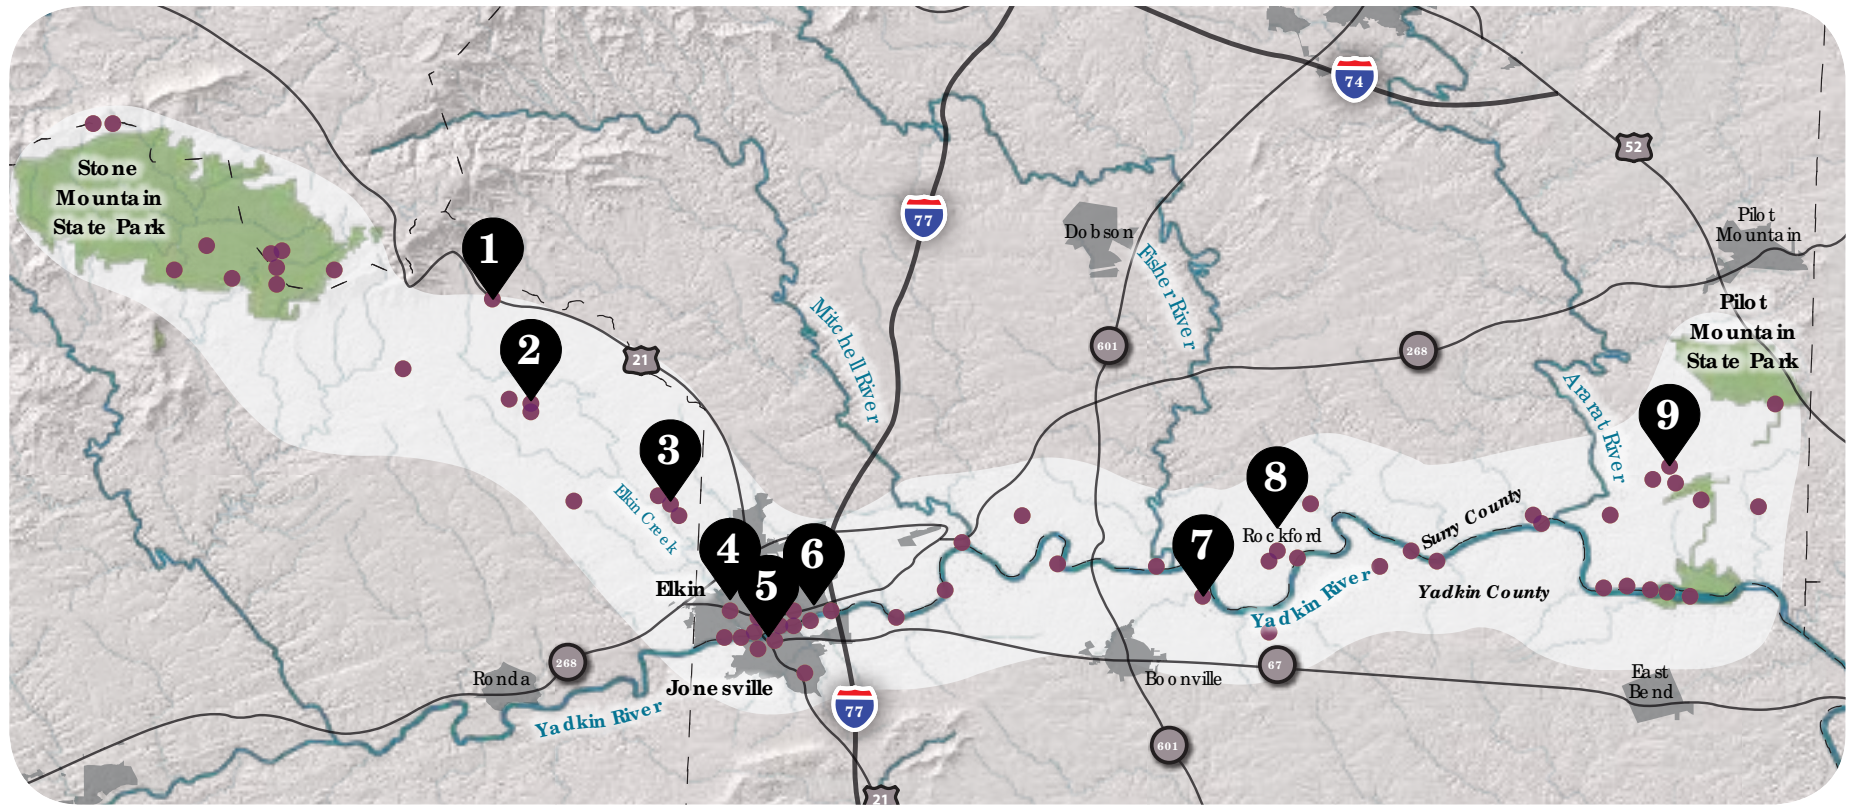 74
52
Stone
Mountain
State Park
77
Pilot
Mountain
Dobson
1
Fisher River
Mitchell River
Pilot
Mountain
State Park
2
21
601
268
Ararat River
9
3
8
Elkin Creek
Surry County
Rockford
4
6
7
5
Elkin
Yadkin River
Yadkin County
268
67
Ronda
Jonesville
Boonville
East
Bend
Yadkin River
77
601
21